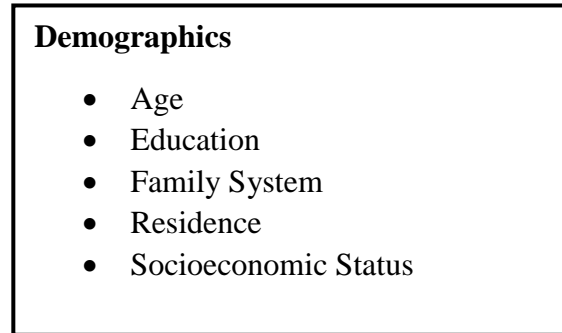 Demographics
• Age
• Education
• Family System
• Residence
• Socioeconomic Status